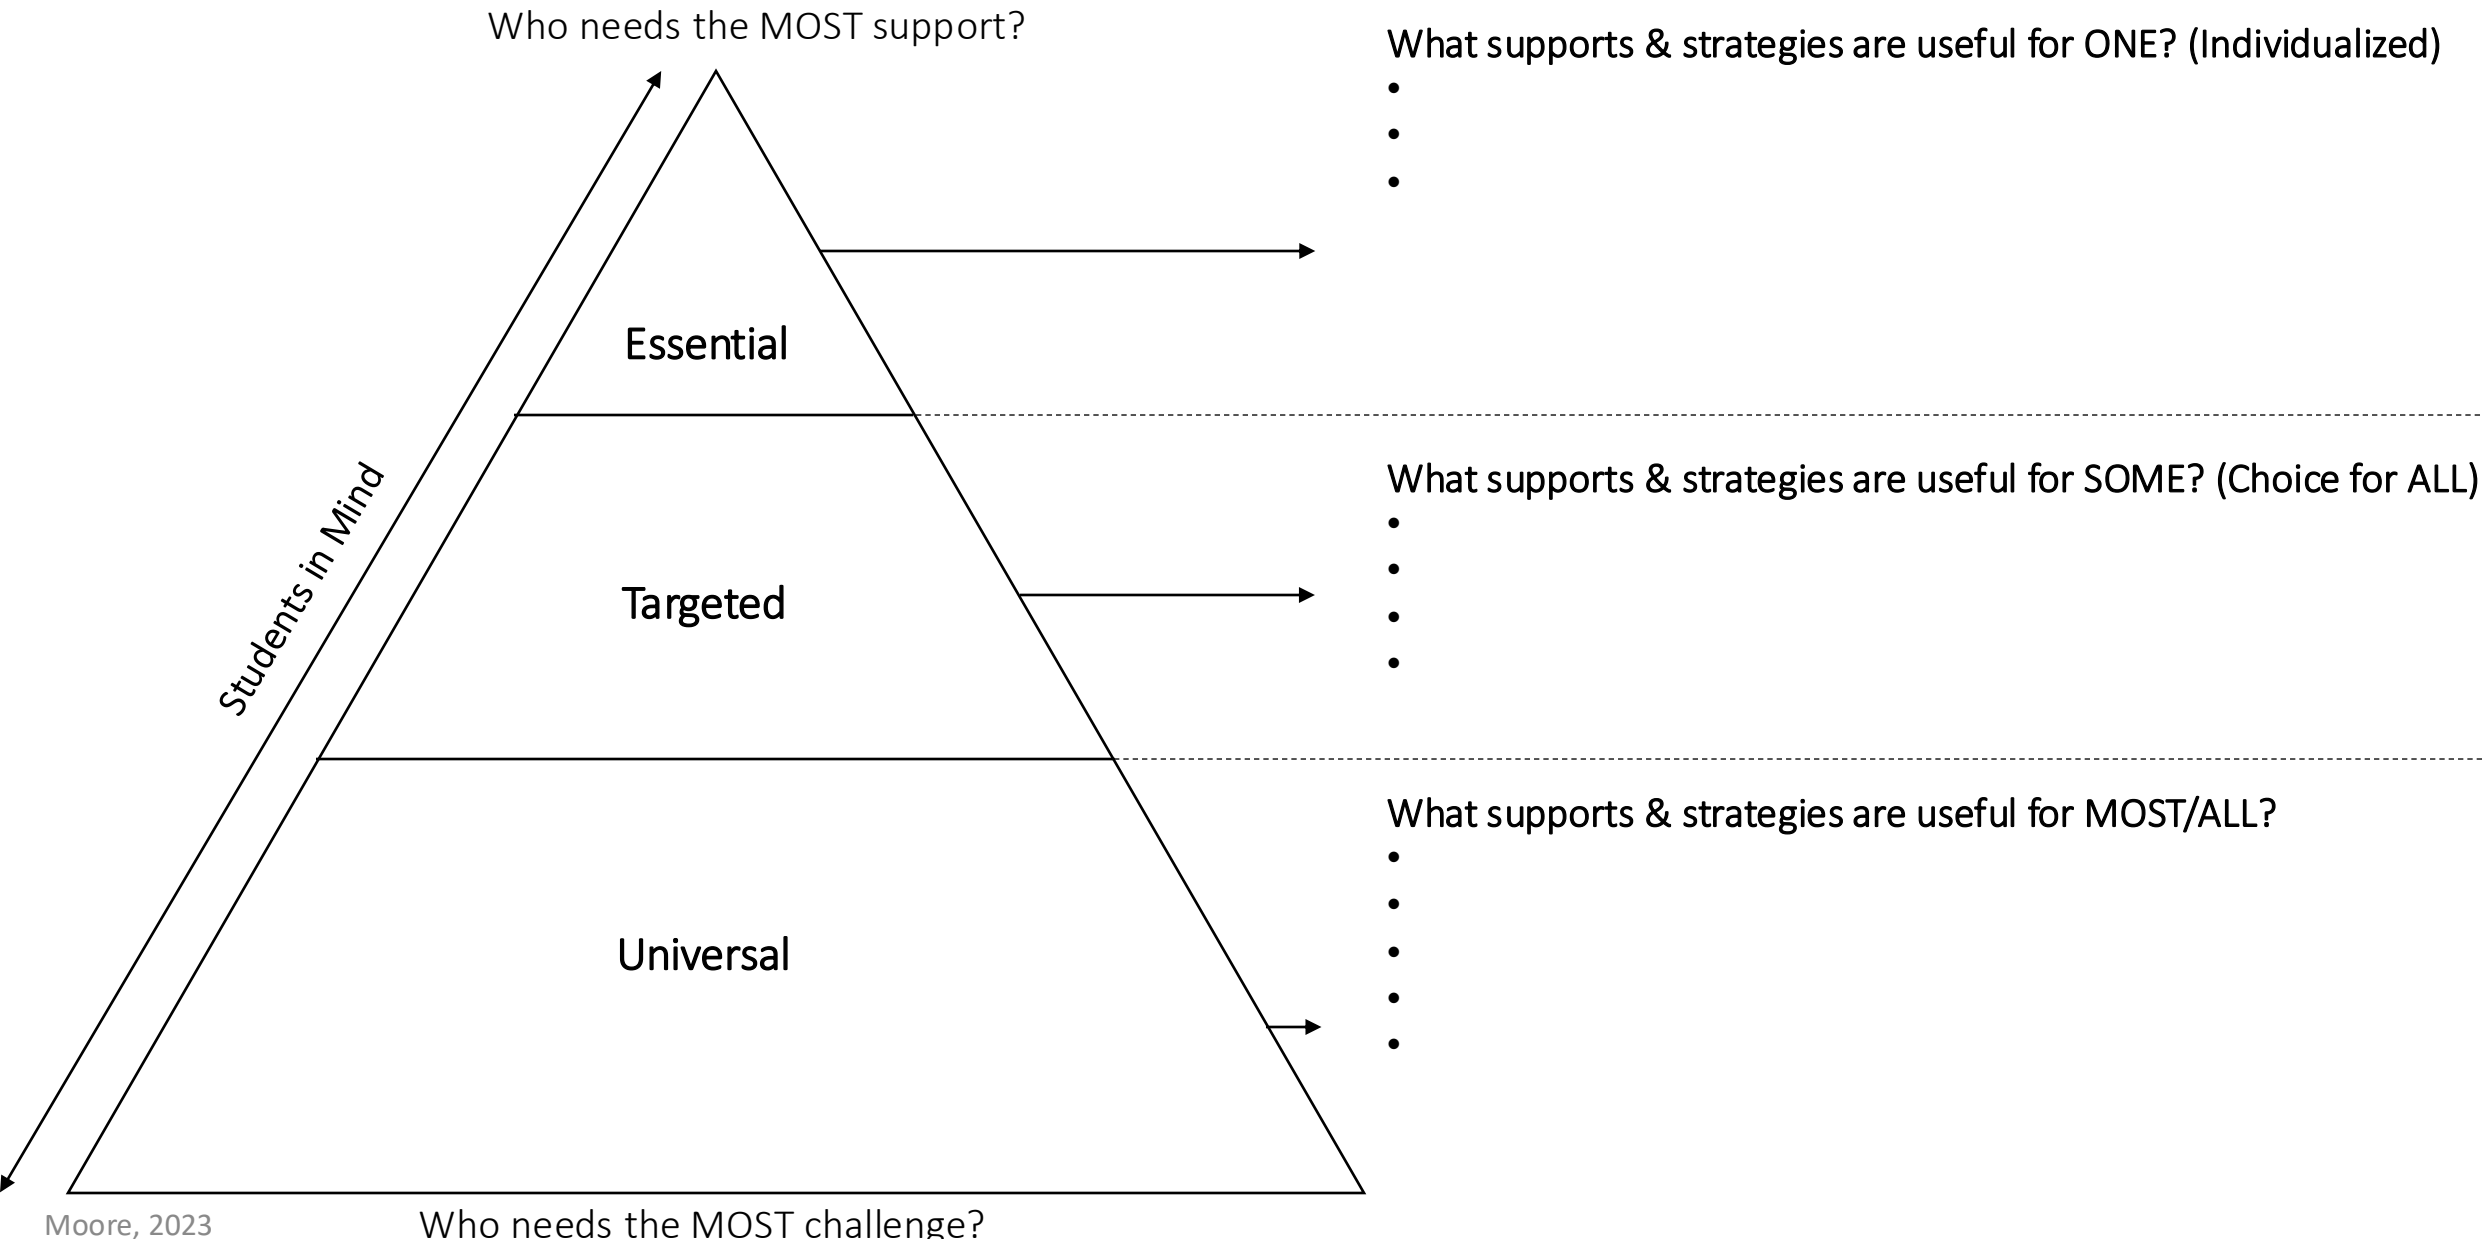 Who needs the MOST support?
What supports & strategies are useful for ONE? (Individualized)
•
•
•
Essential
Students in Mind
What supports & strategies are useful for SOME? (Choice for ALL)
•
•
•
•
Targeted
What supports & strategies are useful for MOST/ALL?
•
•
•
•
•
Universal
Moore, 2023
Who needs the MOST challenge?